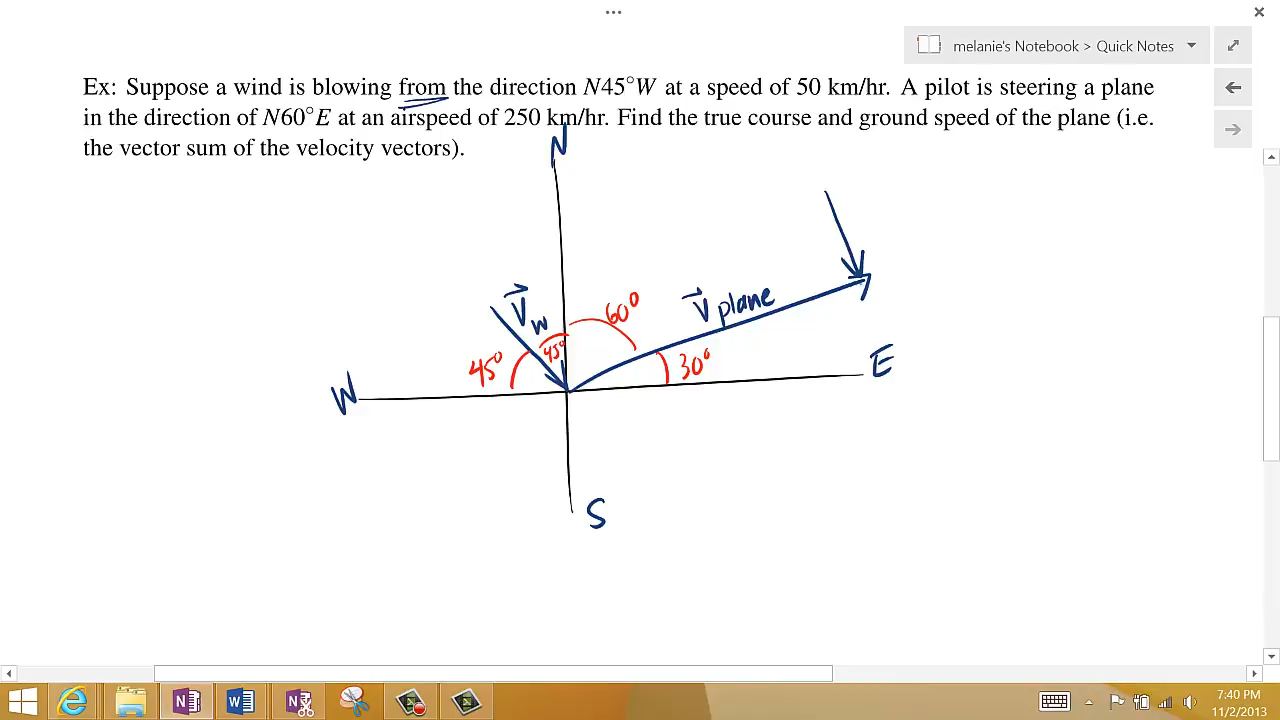 melanie's Notebook > Quick Notes
Ex: Suppose a wind is blowing from the direction N45°W at a speed of 50 km/hr. A pilot is steering a plane
in the direction of N60°E at an airspeed of 250 km/hr. Find the true course and ground speed of the plane (i.e.
the vector sum of the velocity vectors).
N
V w
60°
V plane
45°
45°
30°
E
W
S
7:40 PM
11/2/2013